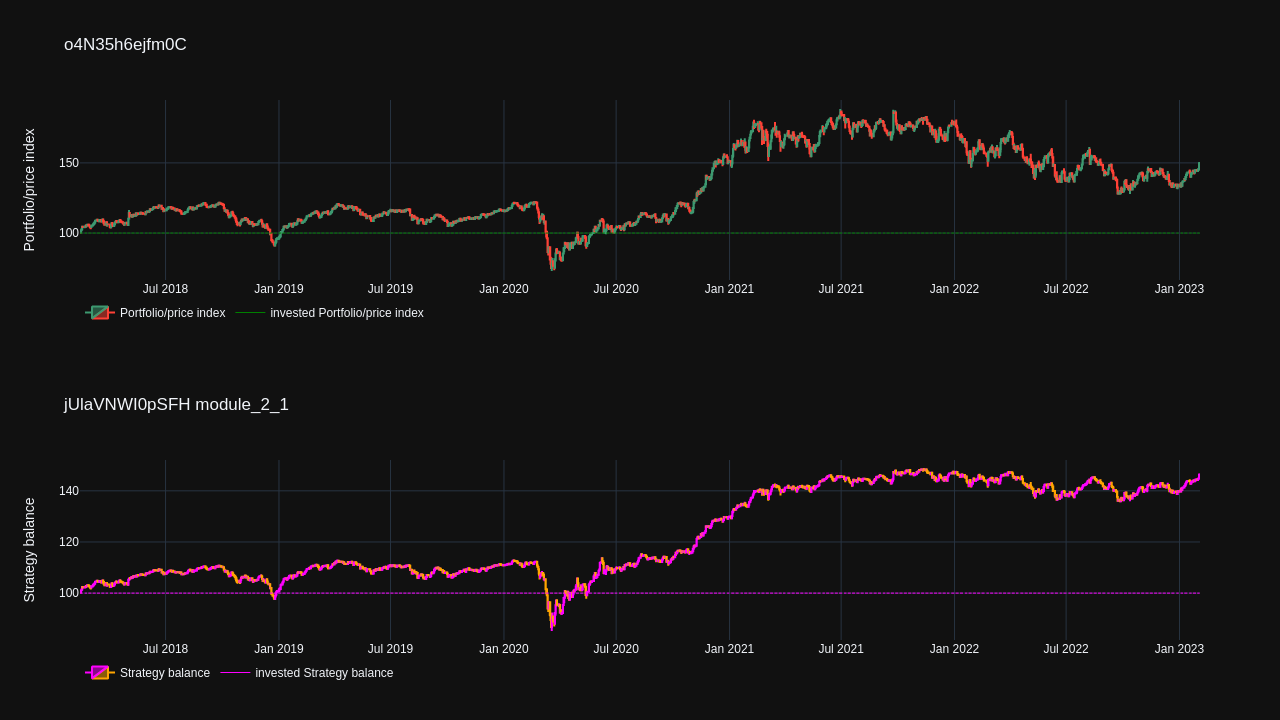 o4N35h6ejfm0C
Portfolio/price index
150
100
Jul 2018 Jan 2019 Jul 2019 Jan 2020 Jul 2020 Jan 2021 Jul 2021 Jan 2022 Jul 2022 Jan 2023
Portfolio/price index invested Portfolio/price index
jUlaVNWI0pSFH module_2_1
Strategy balance
140
120
100
Jul 2018 Jan 2019 Jul 2019 Jan 2020 Jul 2020 Jan 2021 Jul 2021 Jan 2022 Jul 2022 Jan 2023
Strategy balance invested Strategy balance